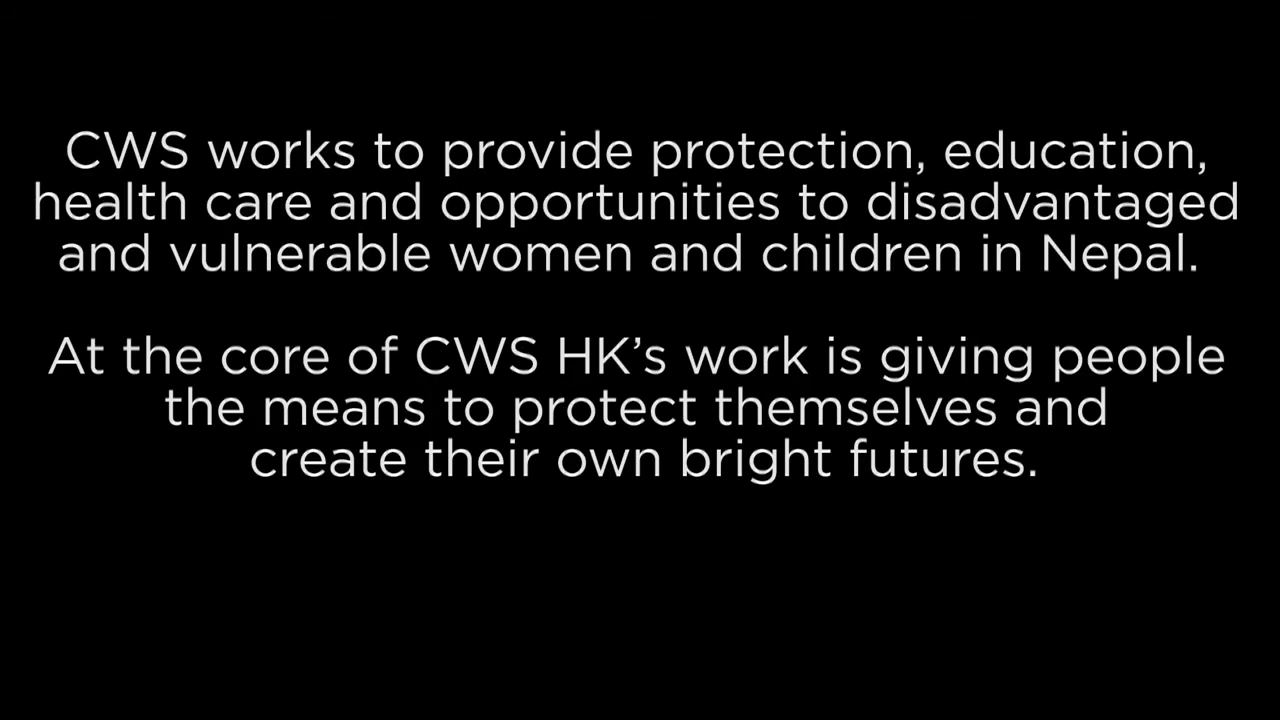 CWS works to provide protection, education,
health care and opportunities to disadvantaged
and vulnerable women and children in Nepal.
At the core of CWS HK’s work is giving people
the means to protect themselves and
create their own bright futures.